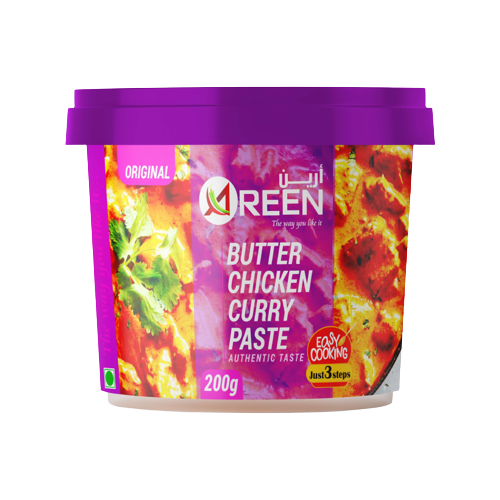 ORIGINAL
أرين
QREEN
The way you like it
BUTTER
CHICKEN
CURRY
PASTE
AUTHENTIC TASTE
200g
EASY
COOKING
Just 3 steps